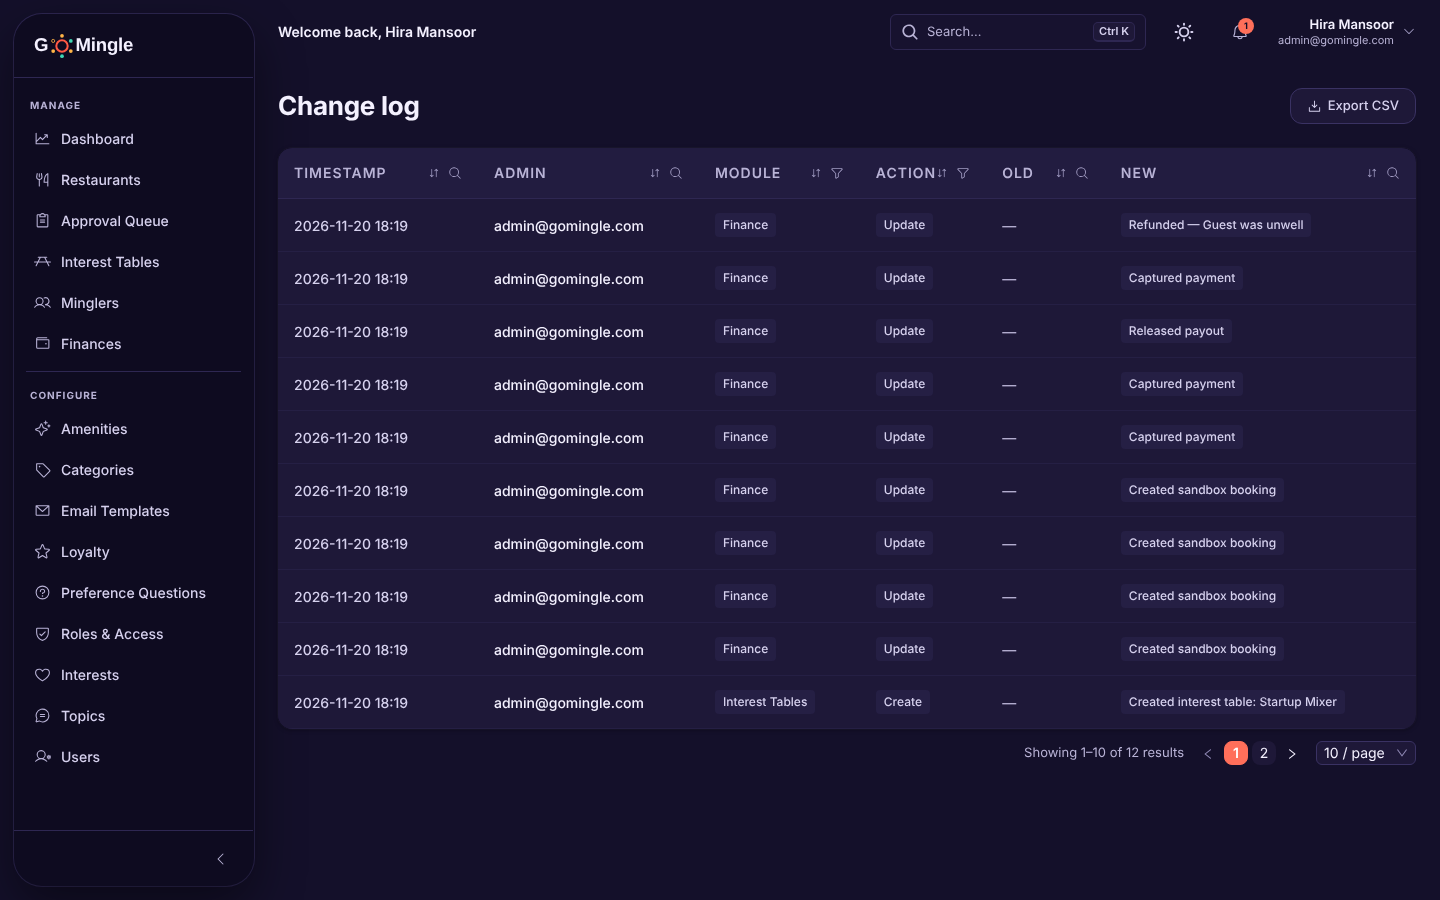 GoMingle
Welcome back, Hira Mansoor
Search...
Ctrl K
1
Hira Mansoor
admin@gomingle.com
MANAGE
Dashboard
Restaurants
Approval Queue
Interest Tables
Minglers
Finances
CONFIGURE
Amenities
Categories
Email Templates
Loyalty
Preference Questions
Roles & Access
Interests
Topics
Users
Change log
Export CSV
TIMESTAMP ADMIN MODULE ACTION OLD NEW
2026-11-20 18:19 admin@gomingle.com Finance Update — Refunded — Guest was unwell
2026-11-20 18:19 admin@gomingle.com Finance Update — Captured payment
2026-11-20 18:19 admin@gomingle.com Finance Update — Released payout
2026-11-20 18:19 admin@gomingle.com Finance Update — Captured payment
2026-11-20 18:19 admin@gomingle.com Finance Update — Captured payment
2026-11-20 18:19 admin@gomingle.com Finance Update — Created sandbox booking
2026-11-20 18:19 admin@gomingle.com Finance Update — Created sandbox booking
2026-11-20 18:19 admin@gomingle.com Finance Update — Created sandbox booking
2026-11-20 18:19 admin@gomingle.com Finance Update — Created sandbox booking
2026-11-20 18:19 admin@gomingle.com Interest Tables Create — Created interest table: Startup Mixer
Showing 1–10 of 12 results
1 2
10 / page